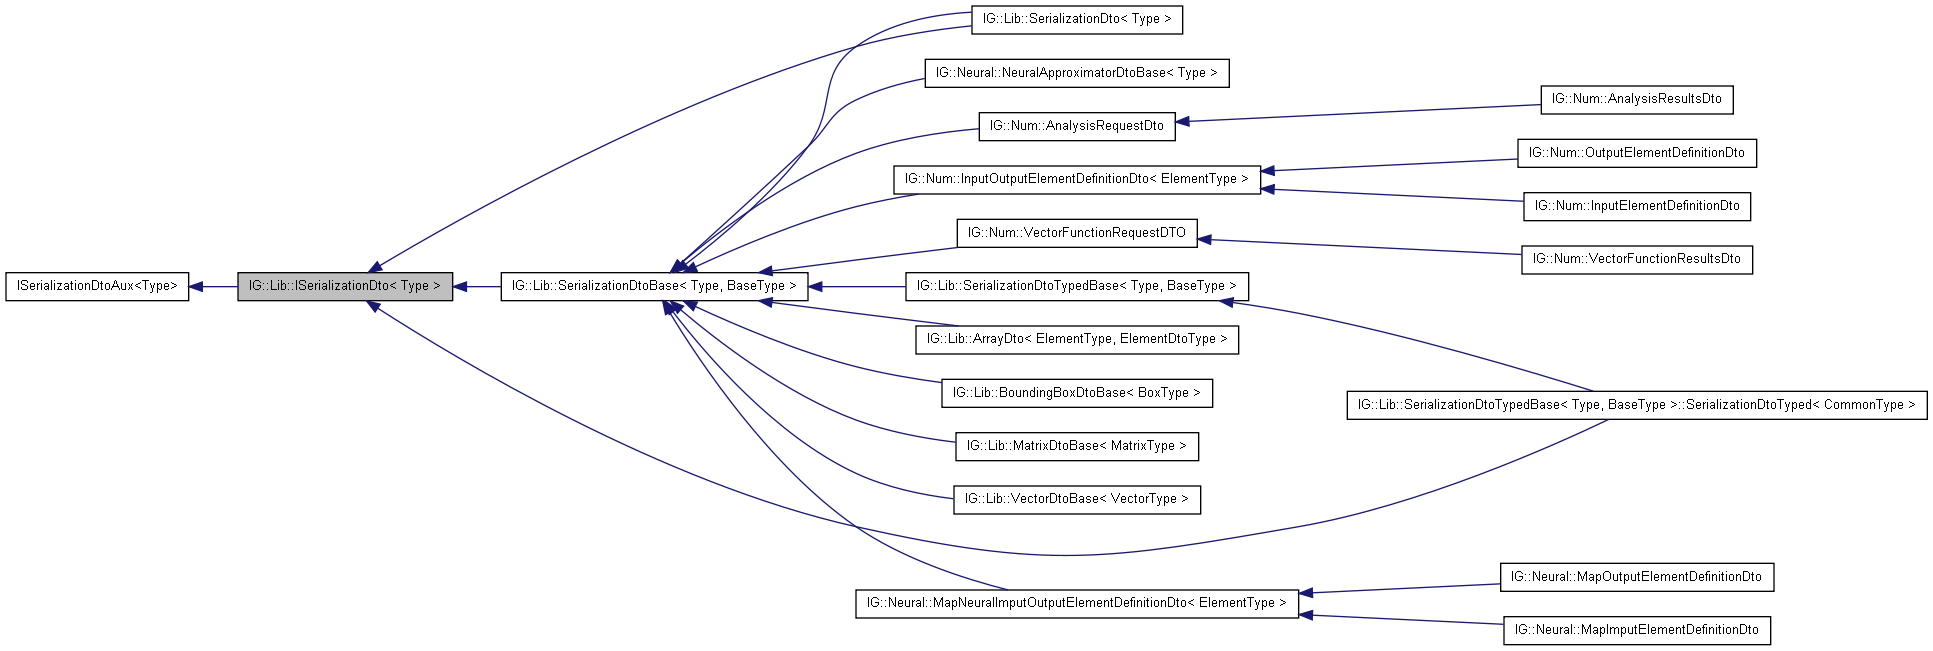 ISerializationDtoAux<Type>
IG::Lib::ISerializationDto< Type >
IG::Lib::SerializationDtoBase< Type, BaseType >
IG::Lib::SerializationDto< Type >
IG::Neural::NeuralApproximatorDtoBase< Type >
IG::Num::AnalysisRequestDto
IG::Num::InputOutputElementDefinitionDto< ElementType >
IG::Num::VectorFunctionRequestDTO
IG::Lib::SerializationDtoTypedBase< Type, BaseType >
IG::Lib::ArrayDto< ElementType, ElementDtoType >
IG::Lib::BoundingBoxDtoBase< BoxType >
IG::Lib::MatrixDtoBase< MatrixType >
IG::Lib::VectorDtoBase< VectorType >
IG::Neural::MapNeuralImputOutputElementDefinitionDto< ElementType >
IG::Num::AnalysisResultsDto
IG::Num::OutputElementDefinitionDto
IG::Num::InputElementDefinitionDto
IG::Num::VectorFunctionResultsDto
IG::Lib::SerializationDtoTypedBase< Type, BaseType >::SerializationDtoTyped< CommonType >
IG::Neural::MapOutputElementDefinitionDto
IG::Neural::MapImputElementDefinitionDto